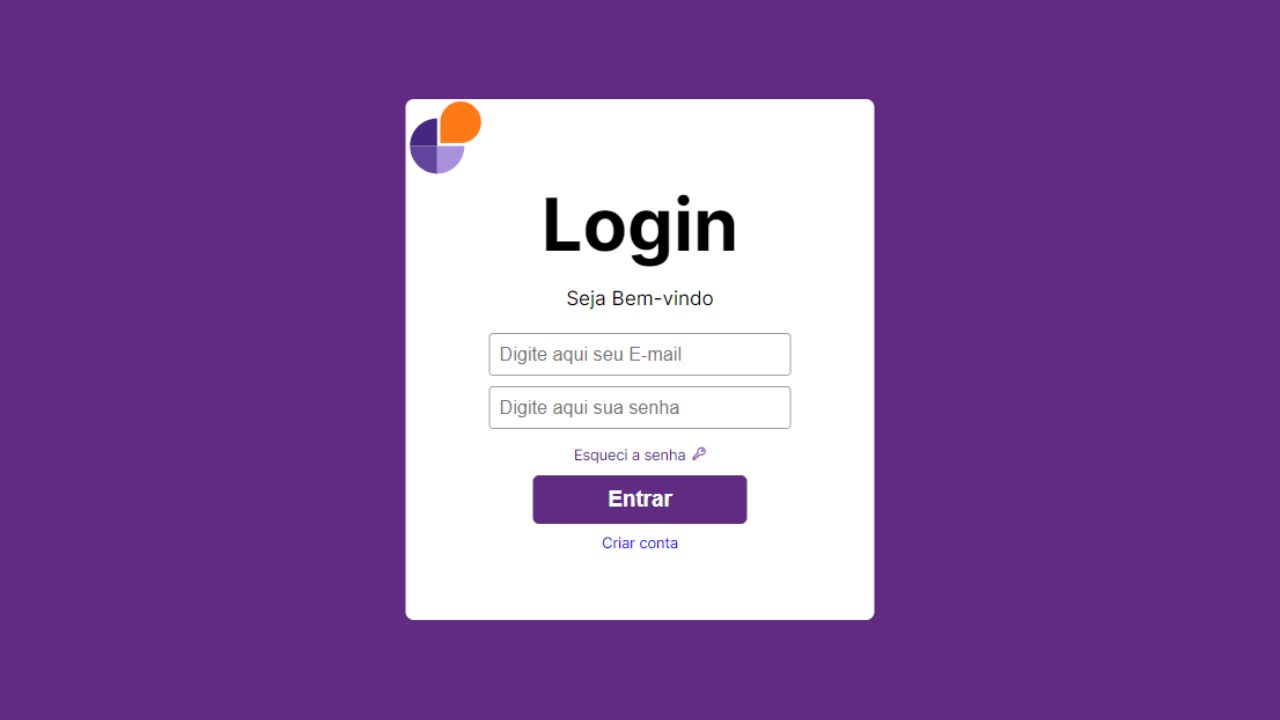 Login
Seja Bem-vindo
Digite aqui seu E-mail
Digite aqui sua senha
Esqueci a senha
Entrar
Criar conta